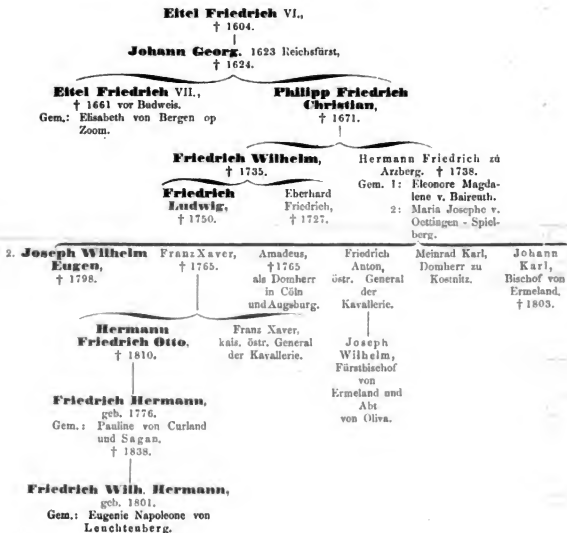 Eitel Friedrich VI.,
† 1604.
Johann Georg. 1623 Reichsfürst,
† 1624.
Eitel Friedrich VII.,
† 1661 vor Budweis.
Gem.: Elisabeth von Bergen op
Zoom.
Philipp Friedrich
Christian,
† 1671.
Friedrich Wilhelm,
† 1735.
Hermann Friedrich zu
Arzberg. † 1738.
Gem. 1: Eleonore Magda-
lene v. Baireuth.
2: Maria Josephe v.
Oettingen - Spiel-
berg.
Friedrich
Ludwig,
† 1750.
Eberhard
Friedrich,
† 1727.
2. Joseph Wilhelm
Eugen,
† 1798.
Franz Xaver,
† 1765.
Amadeus,
†1765
als Domherr
in Cöln
und Augsburg.
Friedrich
Anton,
östr. General
der
Kavallerie.
Meinrad Karl,
Domherr zu
Kostnitz.
Johann
Karl,
Bischof von
Ermeland.
† 1803.
Hermann
Friedrich Otto,
† 1810.
Franz Xaver,
kais. östr. General
der Kavallerie.
Joseph
Wilhelm,
Fürstbischof
von
Ermeland und
Abt
von Oliva.
Friedrich Hermann,
geb. 1776.
Gem.: Pauline von Curland
und Sagan.
† 1838.
Friedrich Wilh. Hermann,
geb. 1801.
Gem.: Eugenie Napoleone von
Leuchtenberg.